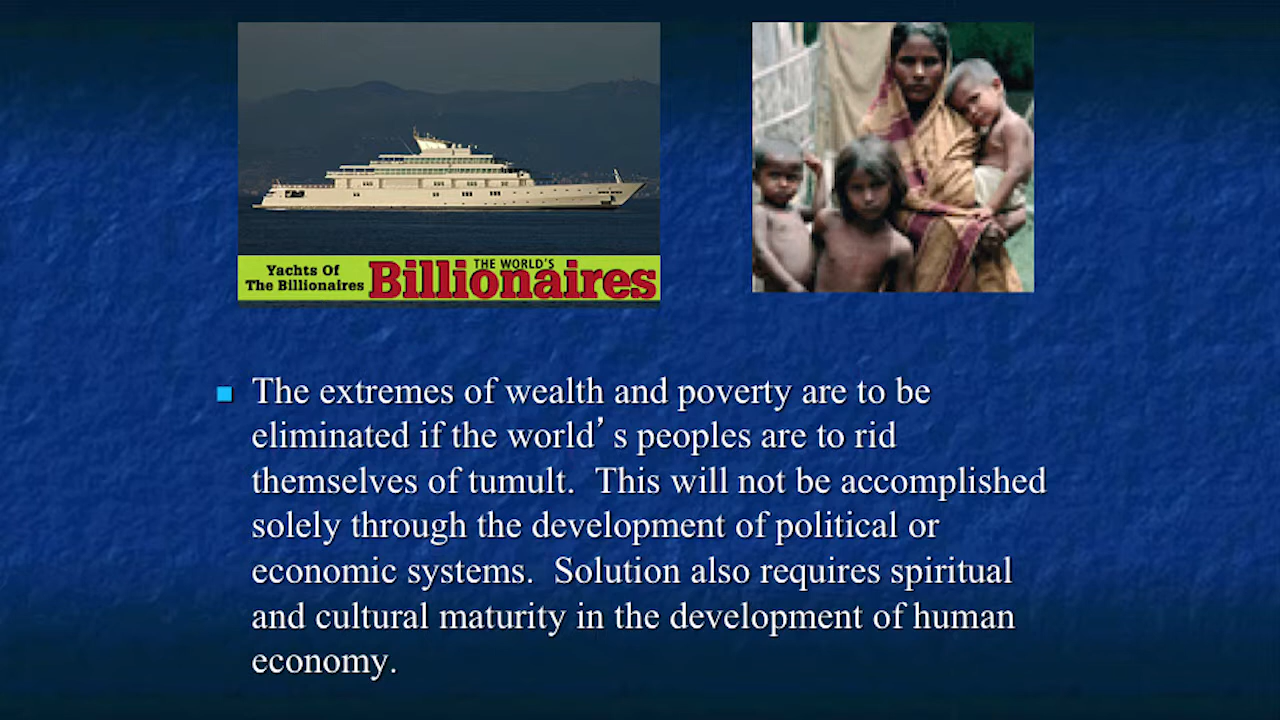 Yachts Of
The Billionaires
THE WORLD'S
Billionaires
The extremes of wealth and poverty are to be
eliminated if the world’s peoples are to rid
themselves of tumult.  This will not be accomplished
solely through the development of political or
economic systems.  Solution also requires spiritual
and cultural maturity in the development of human
economy.